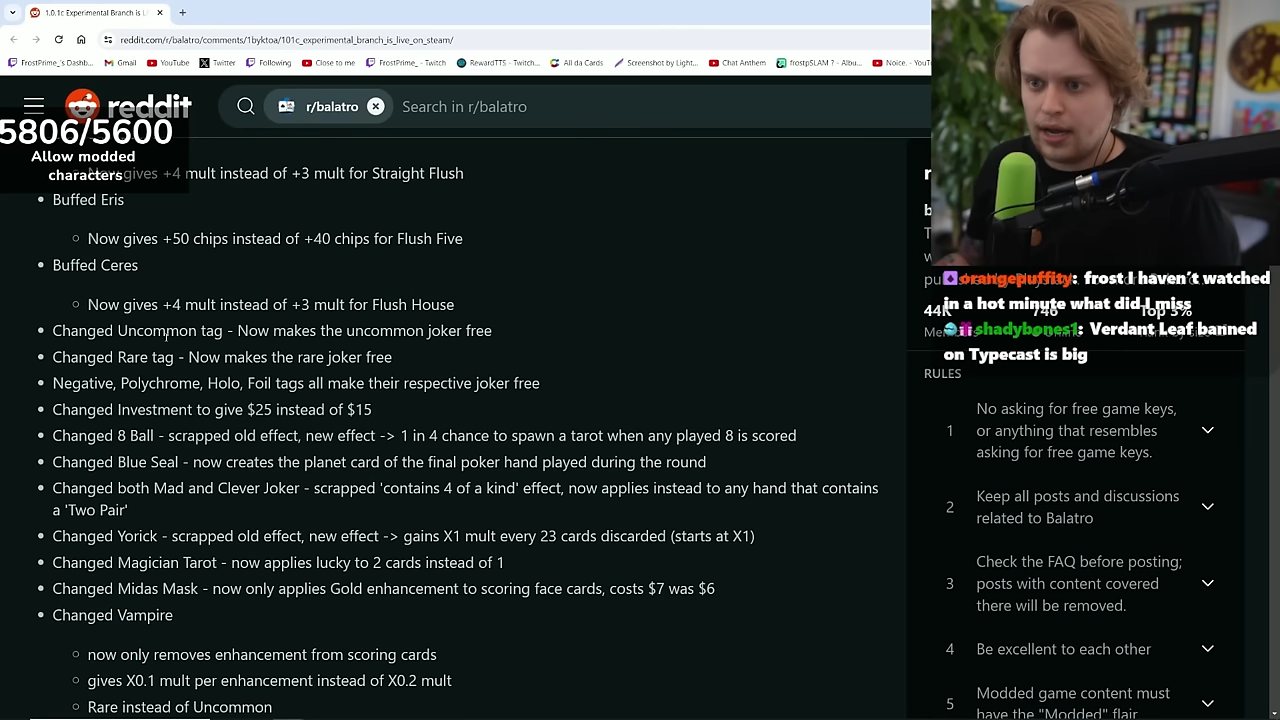 1.0.1c Experimental Branch is L
reddit.com/r/balatro/comments/1byktoa/101c_experimental_branch_is_live_on_steam/
FrostPrime_'s Dashb... Gmail YouTube Twitter Following Close to me FrostPrime_ - Twitch RewardTTS - Twitch... All da Cards Screenshot by Light... Chat Anthem frostpSLAM ? - Albu... Noice. - You
reddit r/balatro Search in r/balatro
5806/5600
Allow modded
characters
Now gives +4 mult instead of +3 mult for Straight Flush
Buffed Eris
Now gives +50 chips instead of +40 chips for Flush Five
Buffed Ceres
Now gives +4 mult instead of +3 mult for Flush House
Changed Uncommon tag - Now makes the uncommon joker free
Changed Rare tag - Now makes the rare joker free
Negative, Polychrome, Holo, Foil tags all make their respective joker free
Changed Investment to give $25 instead of $15
Changed 8 Ball - scrapped old effect, new effect -> 1 in 4 chance to spawn a tarot when any played 8 is scored
Changed Blue Seal - now creates the planet card of the final poker hand played during the round
Changed both Mad and Clever Joker - scrapped 'contains 4 of a kind' effect, now applies instead to any hand that contains
a 'Two Pair'
Changed Yorick - scrapped old effect, new effect -> gains X1 mult every 23 cards discarded (starts at X1)
Changed Magician Tarot - now applies lucky to 2 cards instead of 1
Changed Midas Mask - now only applies Gold enhancement to scoring face cards, costs $7 was $6
Changed Vampire
now only removes enhancement from scoring cards
gives X0.1 mult per enhancement instead of X0.2 mult
Rare instead of Uncommon
orangepuffity: frost I haven't watched
in a hot minute what did I miss
shadybones1: Verdant Leaf banned
on Typecast is big
44K 746 Top 3%
RULES
1 No asking for free game keys,
or anything that resembles
asking for free game keys.
2 Keep all posts and discussions
related to Balatro
3 Check the FAQ before posting;
posts with content covered
there will be removed.
4 Be excellent to each other
5 Modded game content must
have the "Modded" flair